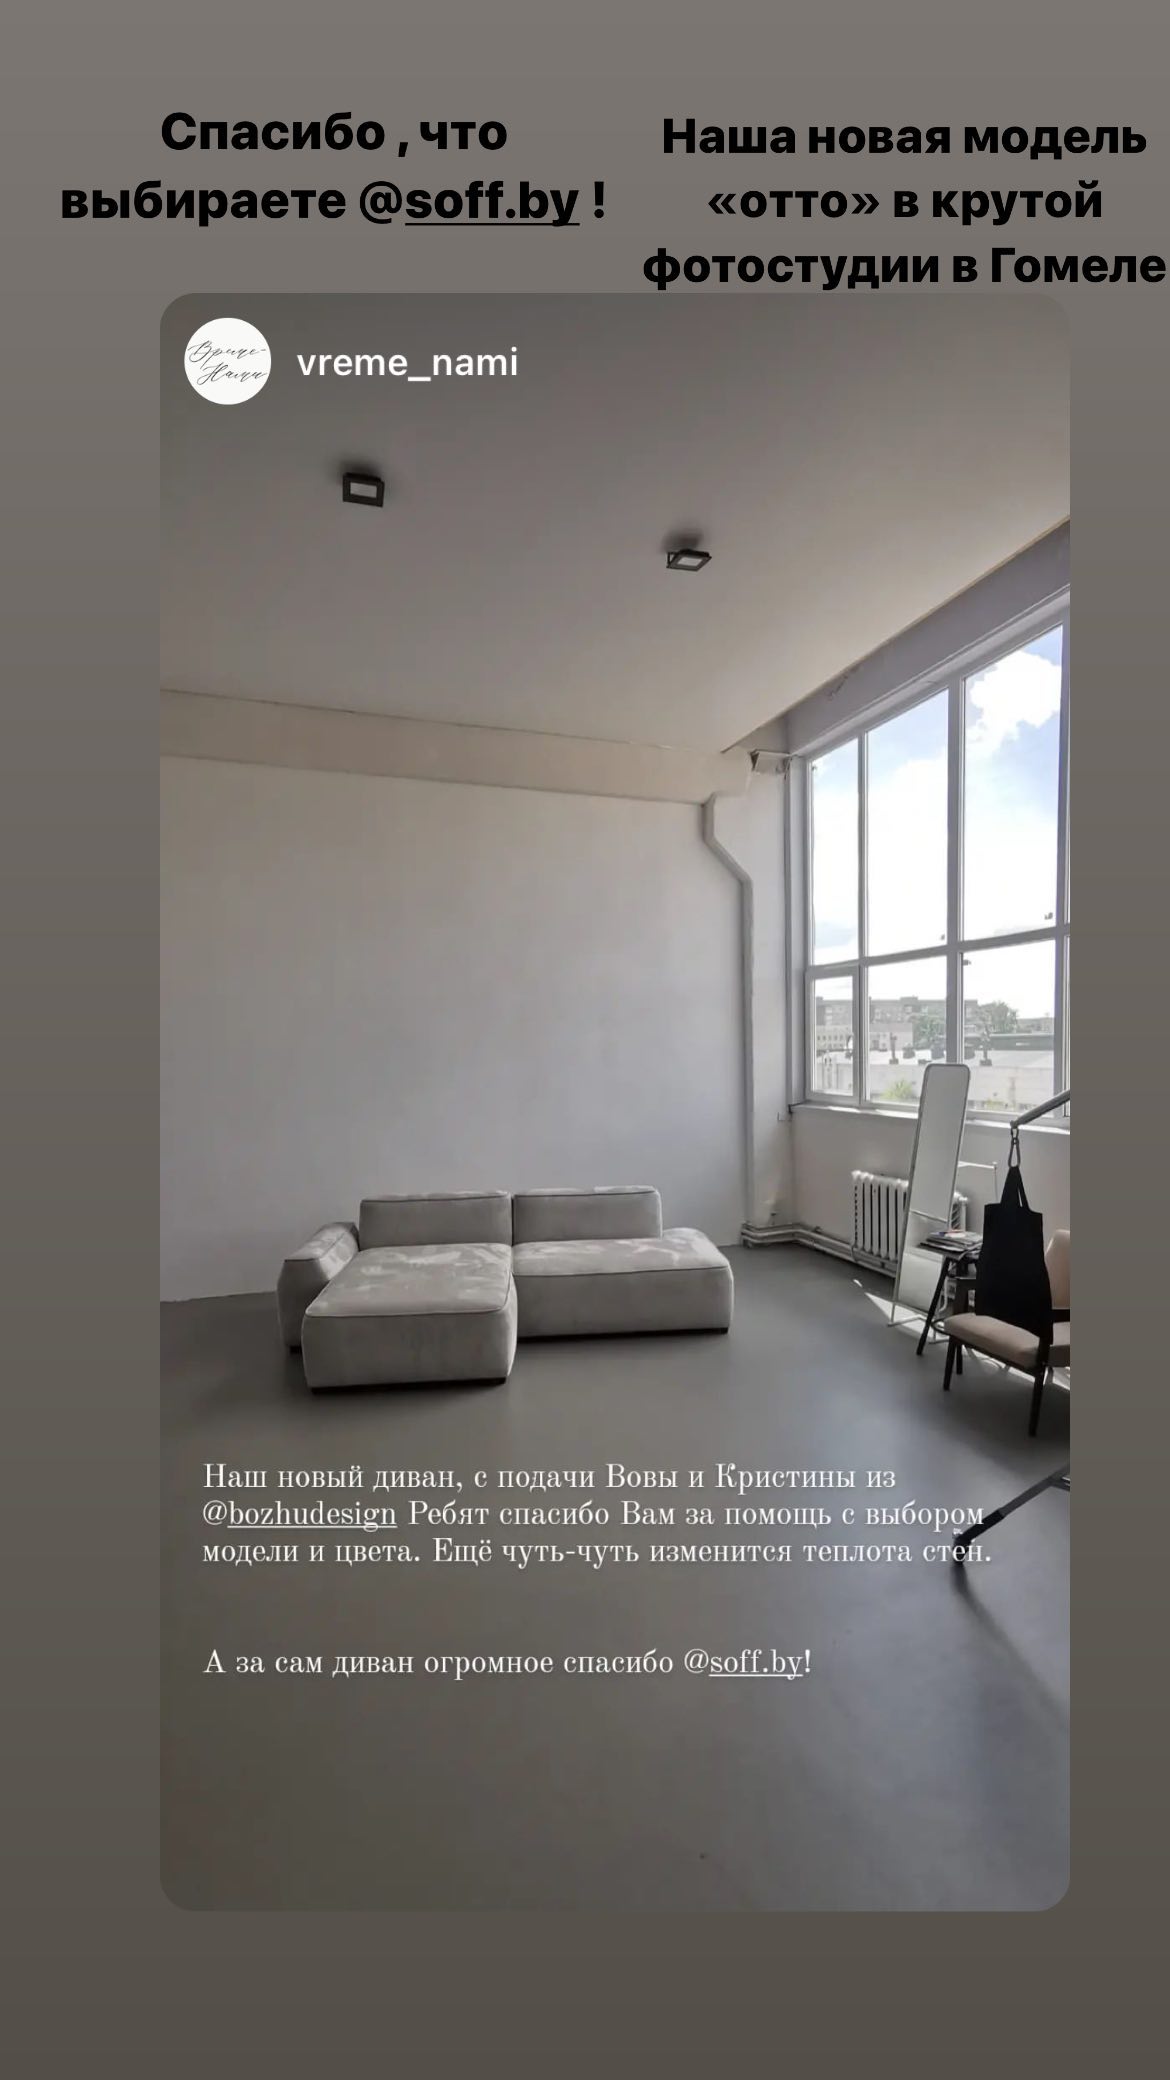 Спасибо , что
выбираете @soff.by !
Наша новая модель
«отто» в крутой
фотостудии в Гомеле
Време-
Нами
vreme_nami
Наш новый диван, с подачи Вовы и Кристины из
@bozhudesign Ребят спасибо Вам за помощь с выбором
модели и цвета. Ещё чуть-чуть изменится теплота стен.
А за сам диван огромное спасибо @soff.by!